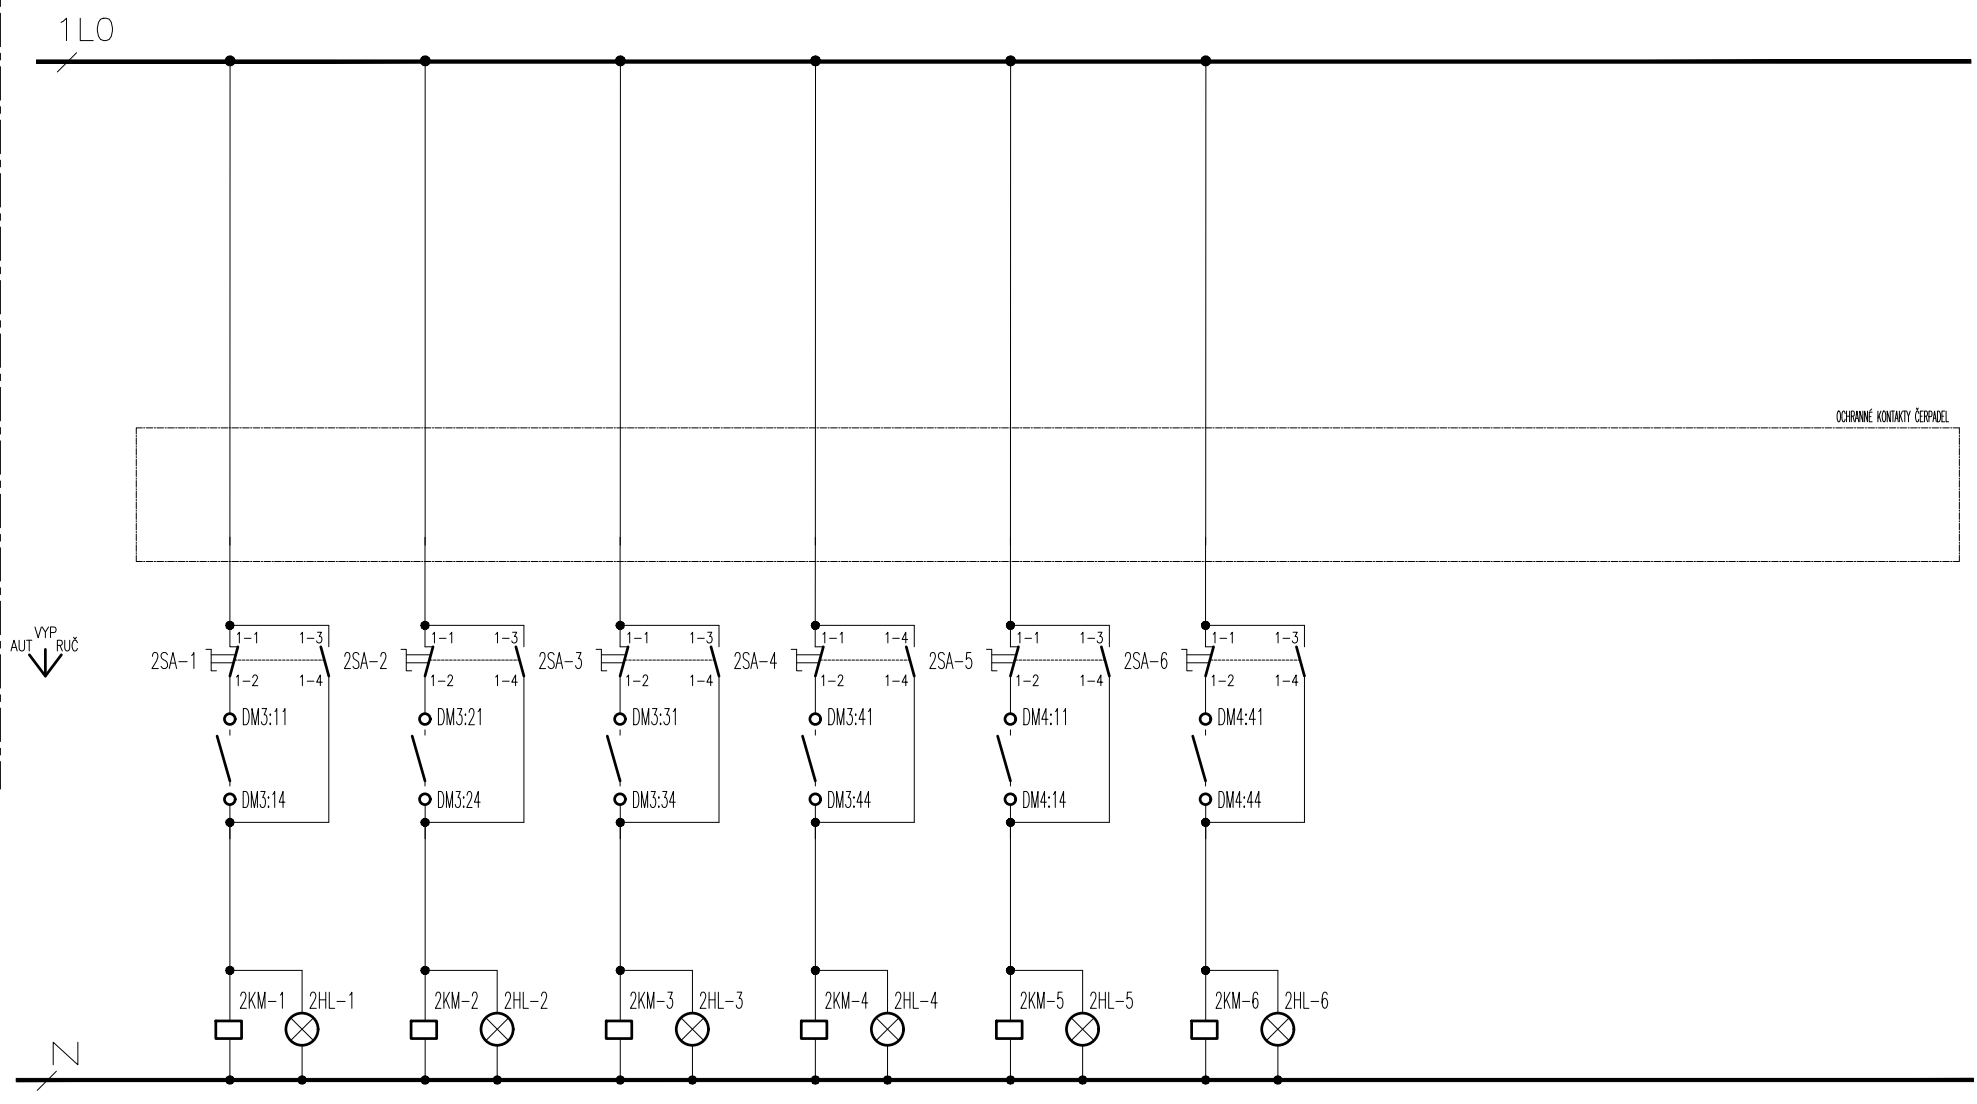 1L0
OCHRANNÉ KONTAKTY ČERPADEL
VYP
AUT RUČ
1-1 1-3 1-1 1-3 1-1 1-3 1-1 1-4 1-1 1-3 1-1 1-3
2SA-1 2SA-2 2SA-3 2SA-4 2SA-5 2SA-6
1-2 1-4 1-2 1-4 1-2 1-4 1-2 1-4 1-2 1-4 1-2 1-4
DM3:11 DM3:21 DM3:31 DM3:41 DM4:11 DM4:41
DM3:14 DM3:24 DM3:34 DM3:44 DM4:14 DM4:44
2KM-1 2HL-1 2KM-2 2HL-2 2KM-3 2HL-3 2KM-4 2HL-4 2KM-5 2HL-5 2KM-6 2HL-6
N